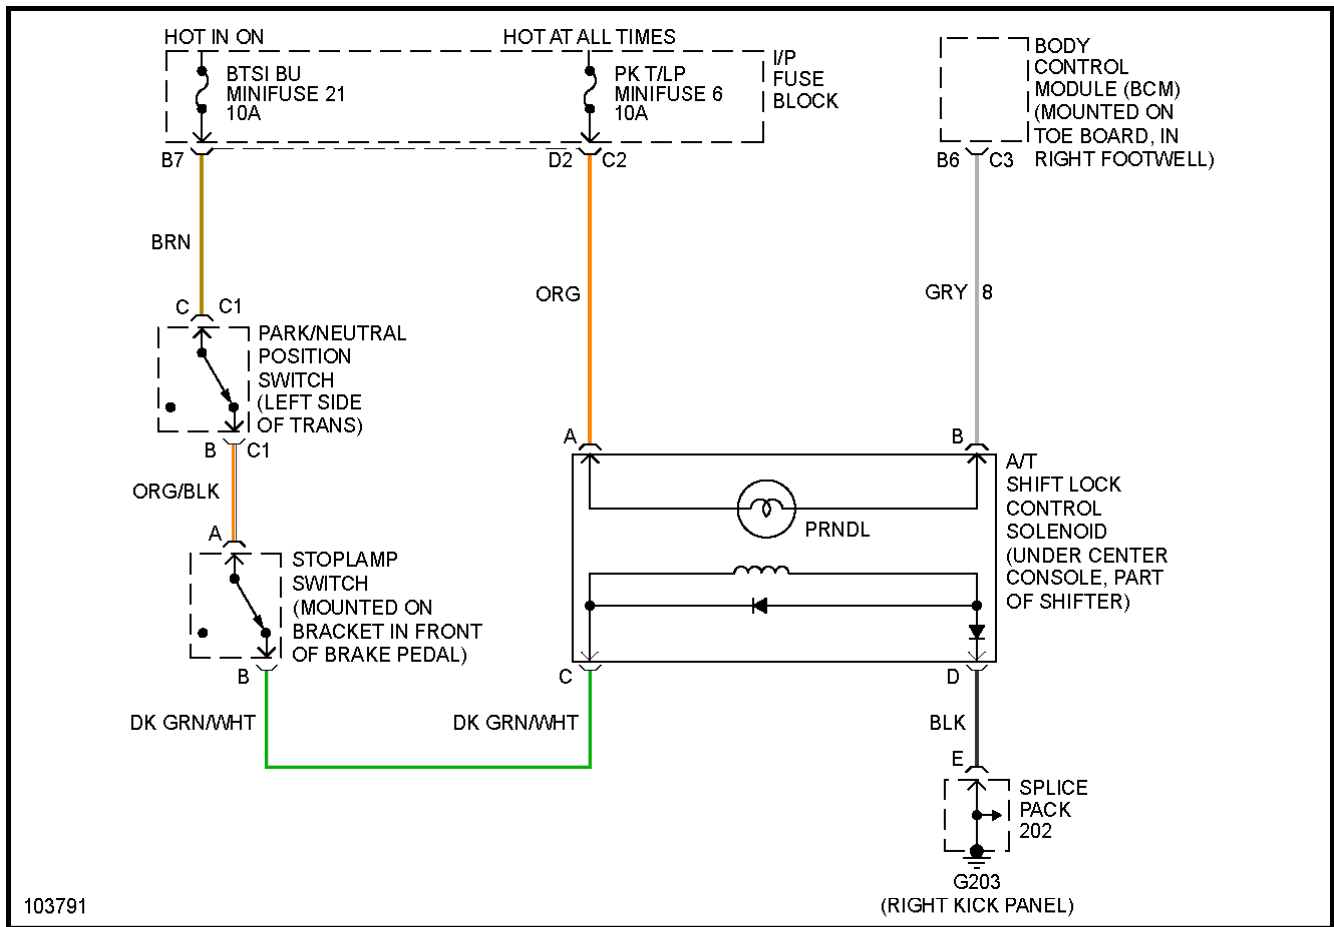 HOT IN ON
HOT AT ALL TIMES
BTSI BU
MINIFUSE 21
10A
PK T/LP
MINIFUSE 6
10A
I/P
FUSE
BLOCK
BODY
CONTROL
MODULE (BCM)
(MOUNTED ON
TOE BOARD, IN
RIGHT FOOTWELL)
B7
D2
C2
B6
C3
BRN
ORG
GRY
8
C
C1
PARK/NEUTRAL
POSITION
SWITCH
(LEFT SIDE
OF TRANS)
B
C1
ORG/BLK
A
STOPLAMP
SWITCH
(MOUNTED ON
BRACKET IN FRONT
OF BRAKE PEDAL)
B
DK GRN/WHT
DK GRN/WHT
A
B
A/T
SHIFT LOCK
CONTROL
SOLENOID
(UNDER CENTER
CONSOLE, PART
OF SHIFTER)
PRNDL
C
D
BLK
E
SPLICE
PACK
202
G203
(RIGHT KICK PANEL)
103791